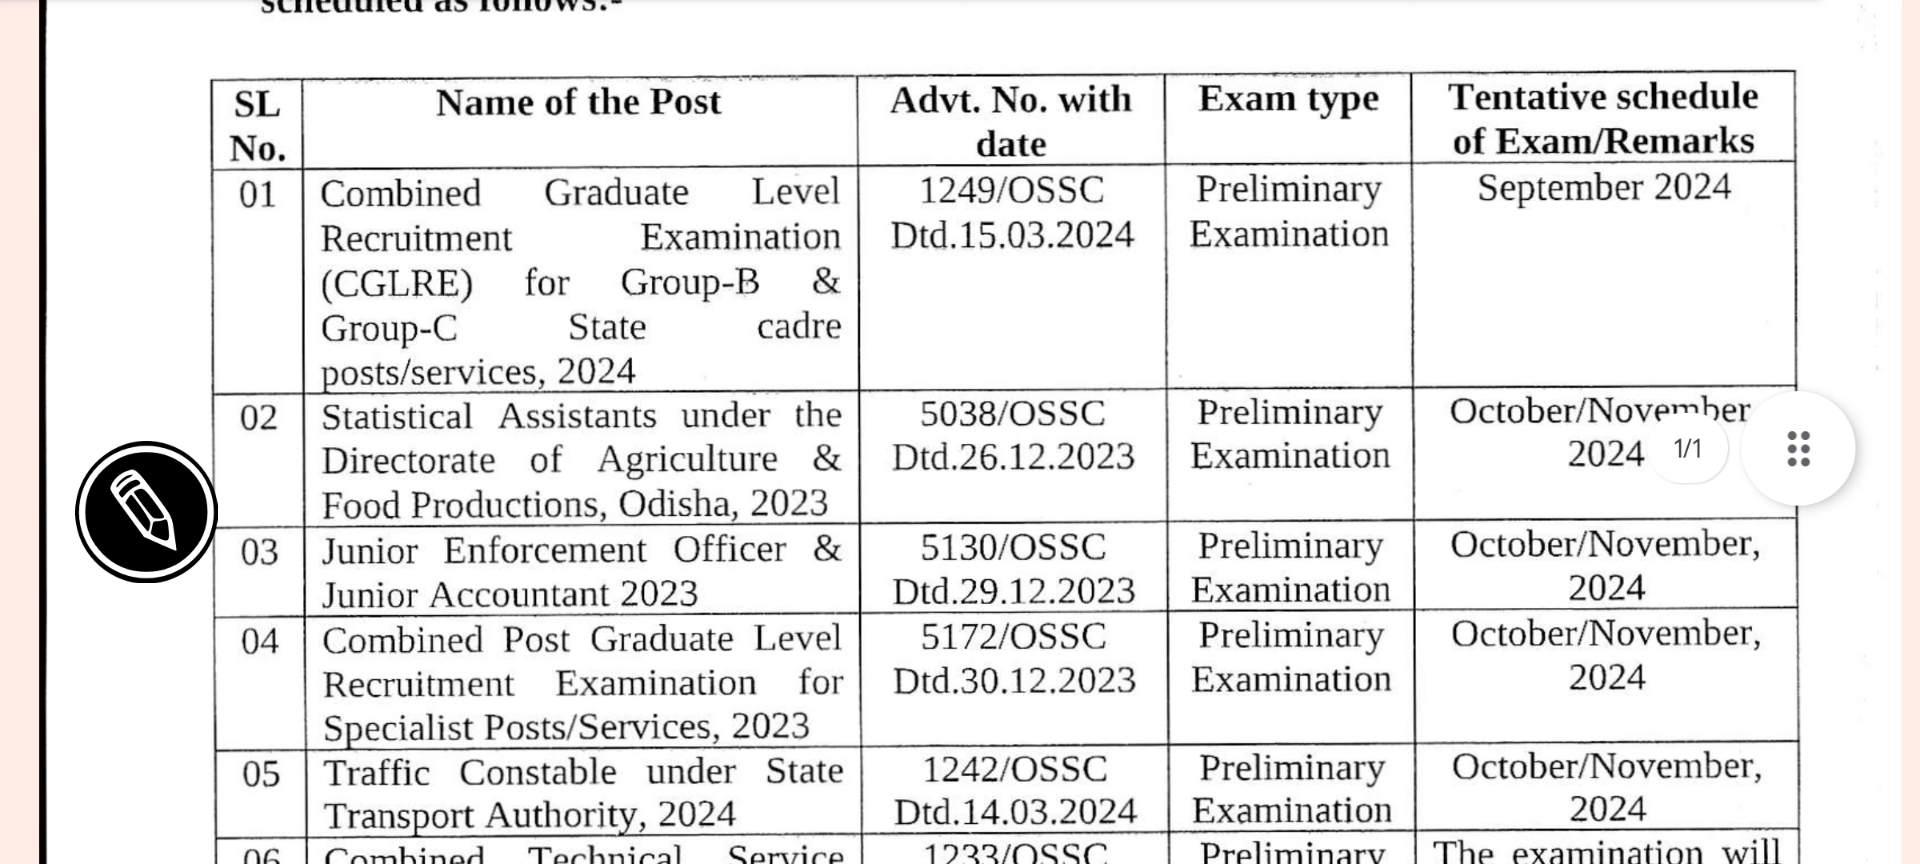 scheduled as follows:-
SL No.
Name of the Post
Advt. No. with date
Exam type
Tentative schedule of Exam/Remarks
01
Combined Graduate Level
Recruitment Examination
(CGLRE) for Group-B &
Group-C State cadre
posts/services, 2024
1249/OSSC
Dtd.15.03.2024
Preliminary
Examination
September 2024
02
Statistical Assistants under the
Directorate of Agriculture &
Food Productions, Odisha, 2023
5038/OSSC
Dtd.26.12.2023
Preliminary
Examination
October/November
2024
1/1
03
Junior Enforcement Officer &
Junior Accountant 2023
5130/OSSC
Dtd.29.12.2023
Preliminary
Examination
October/November,
2024
04
Combined Post Graduate Level
Recruitment Examination for
Specialist Posts/Services, 2023
5172/OSSC
Dtd.30.12.2023
Preliminary
Examination
October/November,
2024
05
Traffic Constable under State
Transport Authority, 2024
1242/OSSC
Dtd.14.03.2024
Preliminary
Examination
October/November,
2024
06
Combined Technical Service
1233/OSSC
Preliminary
The examination will